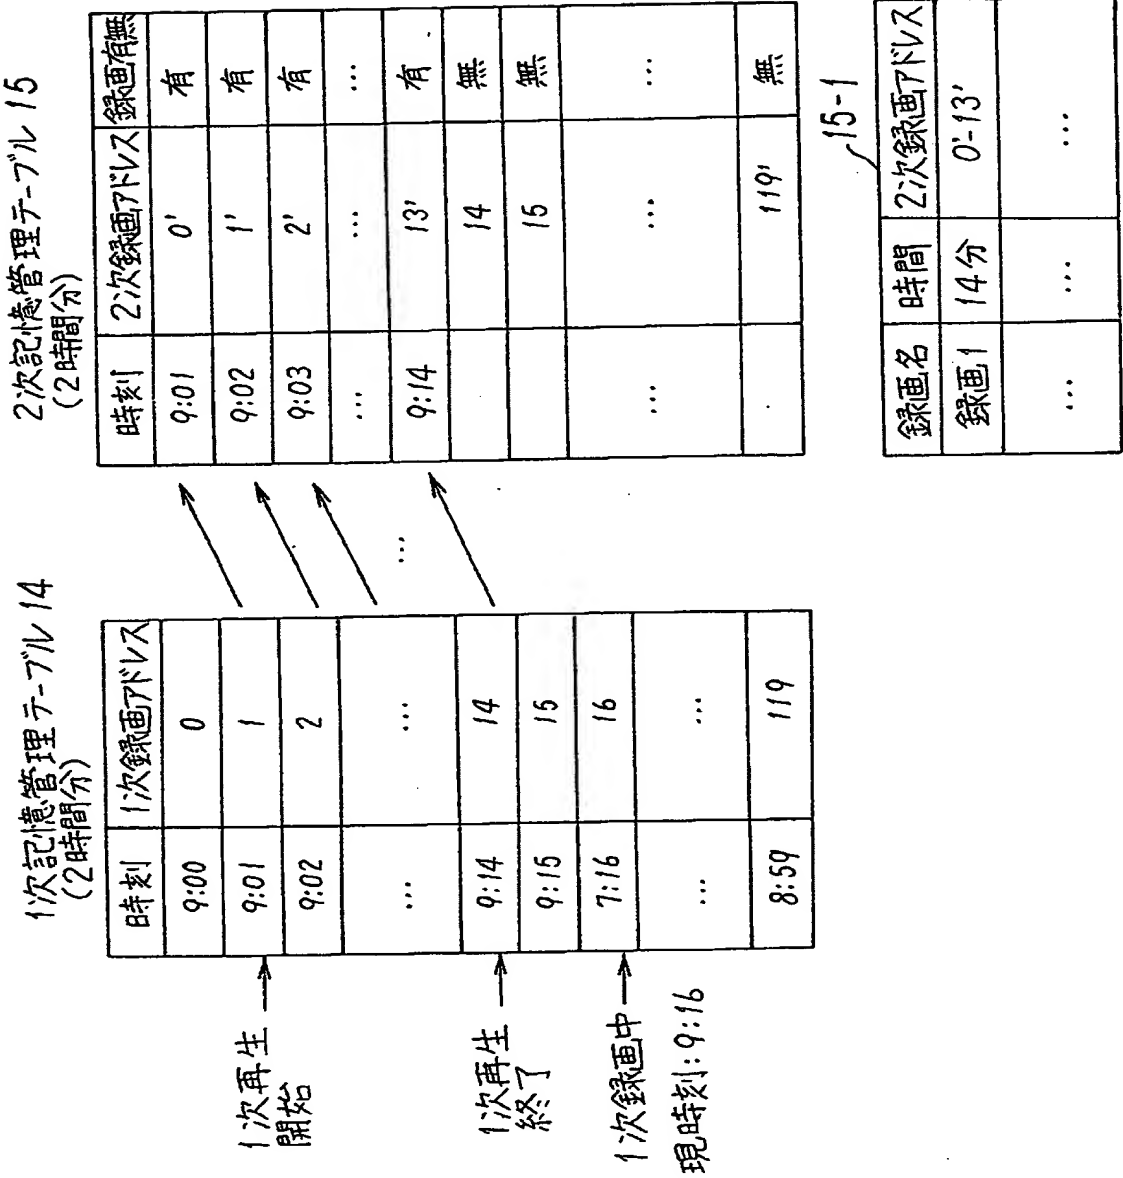 1次記憶管理テーブル 14
(2時間分)
時刻 1次録画アドレス
9:00 0
9:01 1
9:02 2
… …
9:14 14
9:15 15
7:16 16
… …
8:59 119
1次再生
開始
1次再生
終了
1次録画中
現時刻:9:16
…
2次記憶管理テーブル 15
(2時間分)
時刻 2次録画アドレス 録画有無
9:01 0' 有
9:02 1' 有
9:03 2' 有
… … …
9:14 13' 有
14 無
15 無
… … …
119' 無
15-1
録画名 時間 2次録画アドレス
録画1 14分 0'-13'
… … …